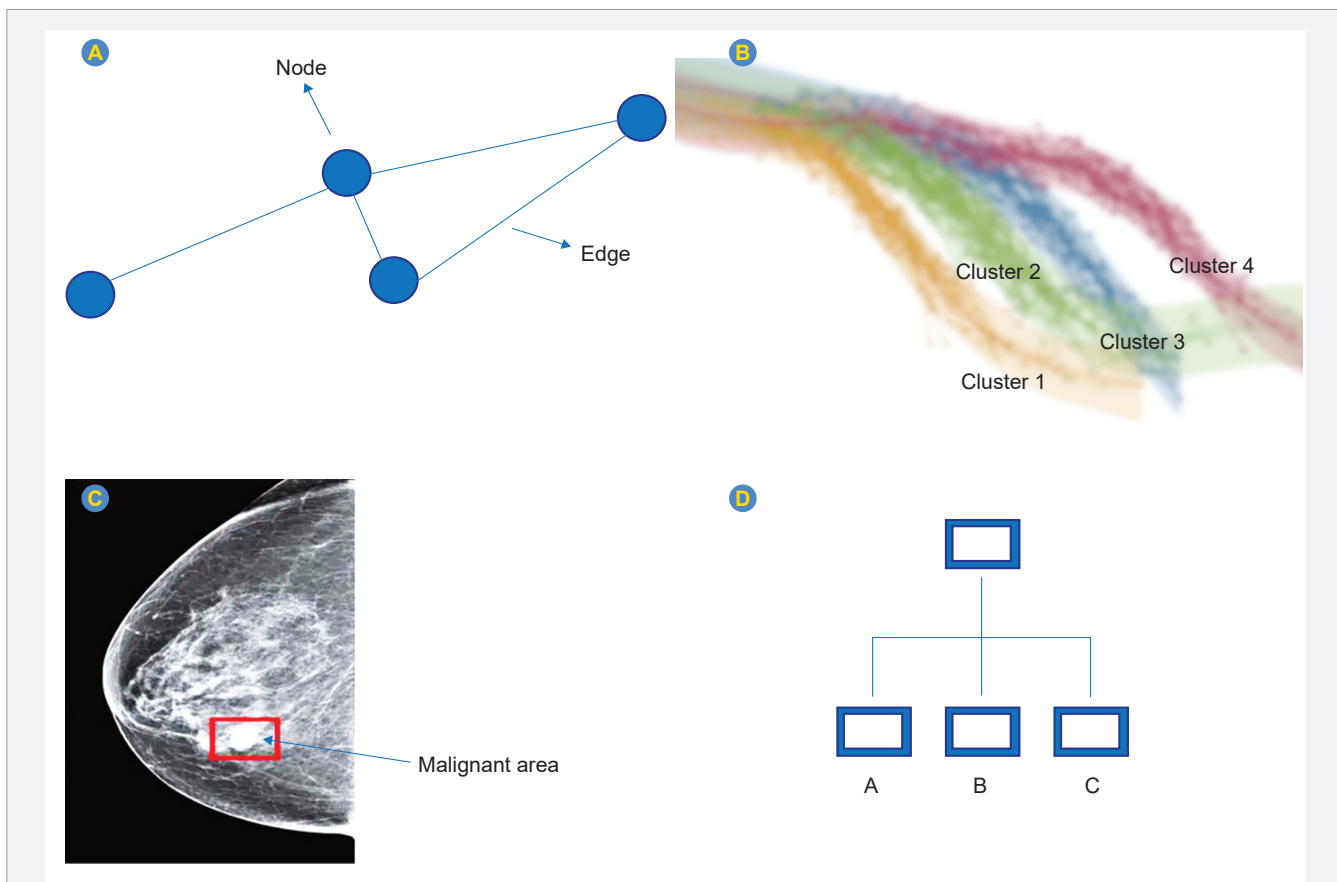 A
Node
Edge
B
Cluster 2
Cluster 4
Cluster 3
Cluster 1
C
Malignant area
D
A
B
C